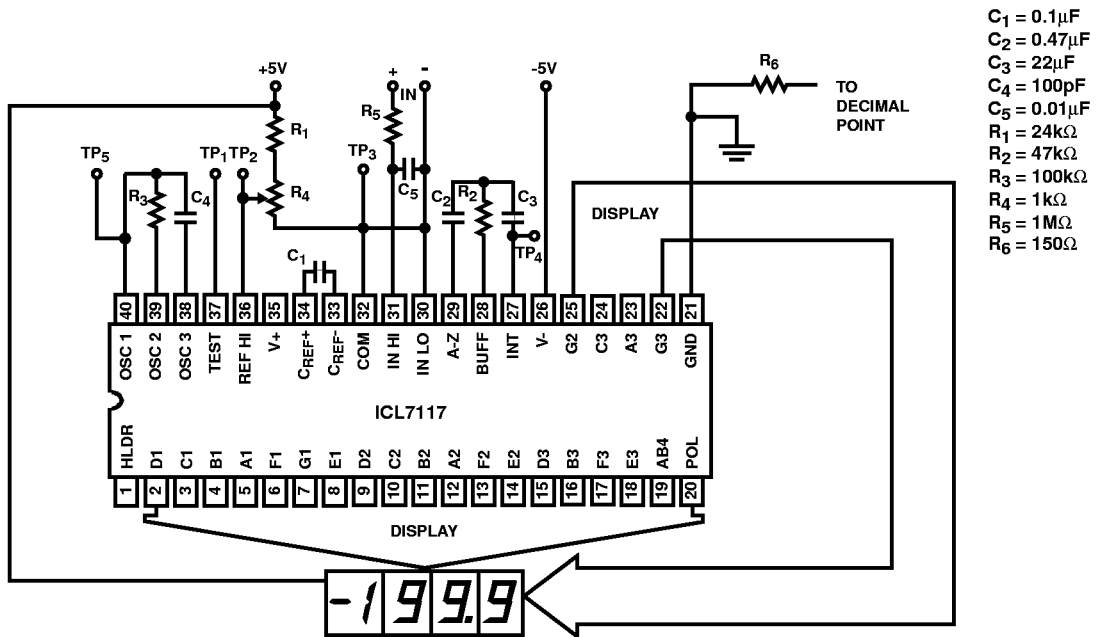 C1 = 0.1µF
C2 = 0.47µF
C3 = 22µF
C4 = 100pF
C5 = 0.01µF
R1 = 24kΩ
R2 = 47kΩ
R3 = 100kΩ
R4 = 1kΩ
R5 = 1MΩ
R6 = 150Ω
+5V
+
-
IN
-5V
R6
TO
DECIMAL
POINT
R1
R5
TP5
TP1
TP2
TP3
R3
C4
R4
C5
C2
R2
C3
DISPLAY
TP4
C1
40
39
38
37
36
35
34
33
32
31
30
29
28
27
26
25
24
23
22
21
OSC 1
OSC 2
OSC 3
TEST
REF HI
V+
CREF+
CREF-
COM
IN HI
IN LO
A-Z
BUFF
INT
V-
G2
C3
A3
G3
GND
ICL7117
HLDR
D1
C1
B1
A1
F1
G1
E1
D2
C2
B2
A2
F2
E2
D3
B3
F3
E3
AB4
POL
1
2
3
4
5
6
7
8
9
10
11
12
13
14
15
16
17
18
19
20
DISPLAY
-199.9